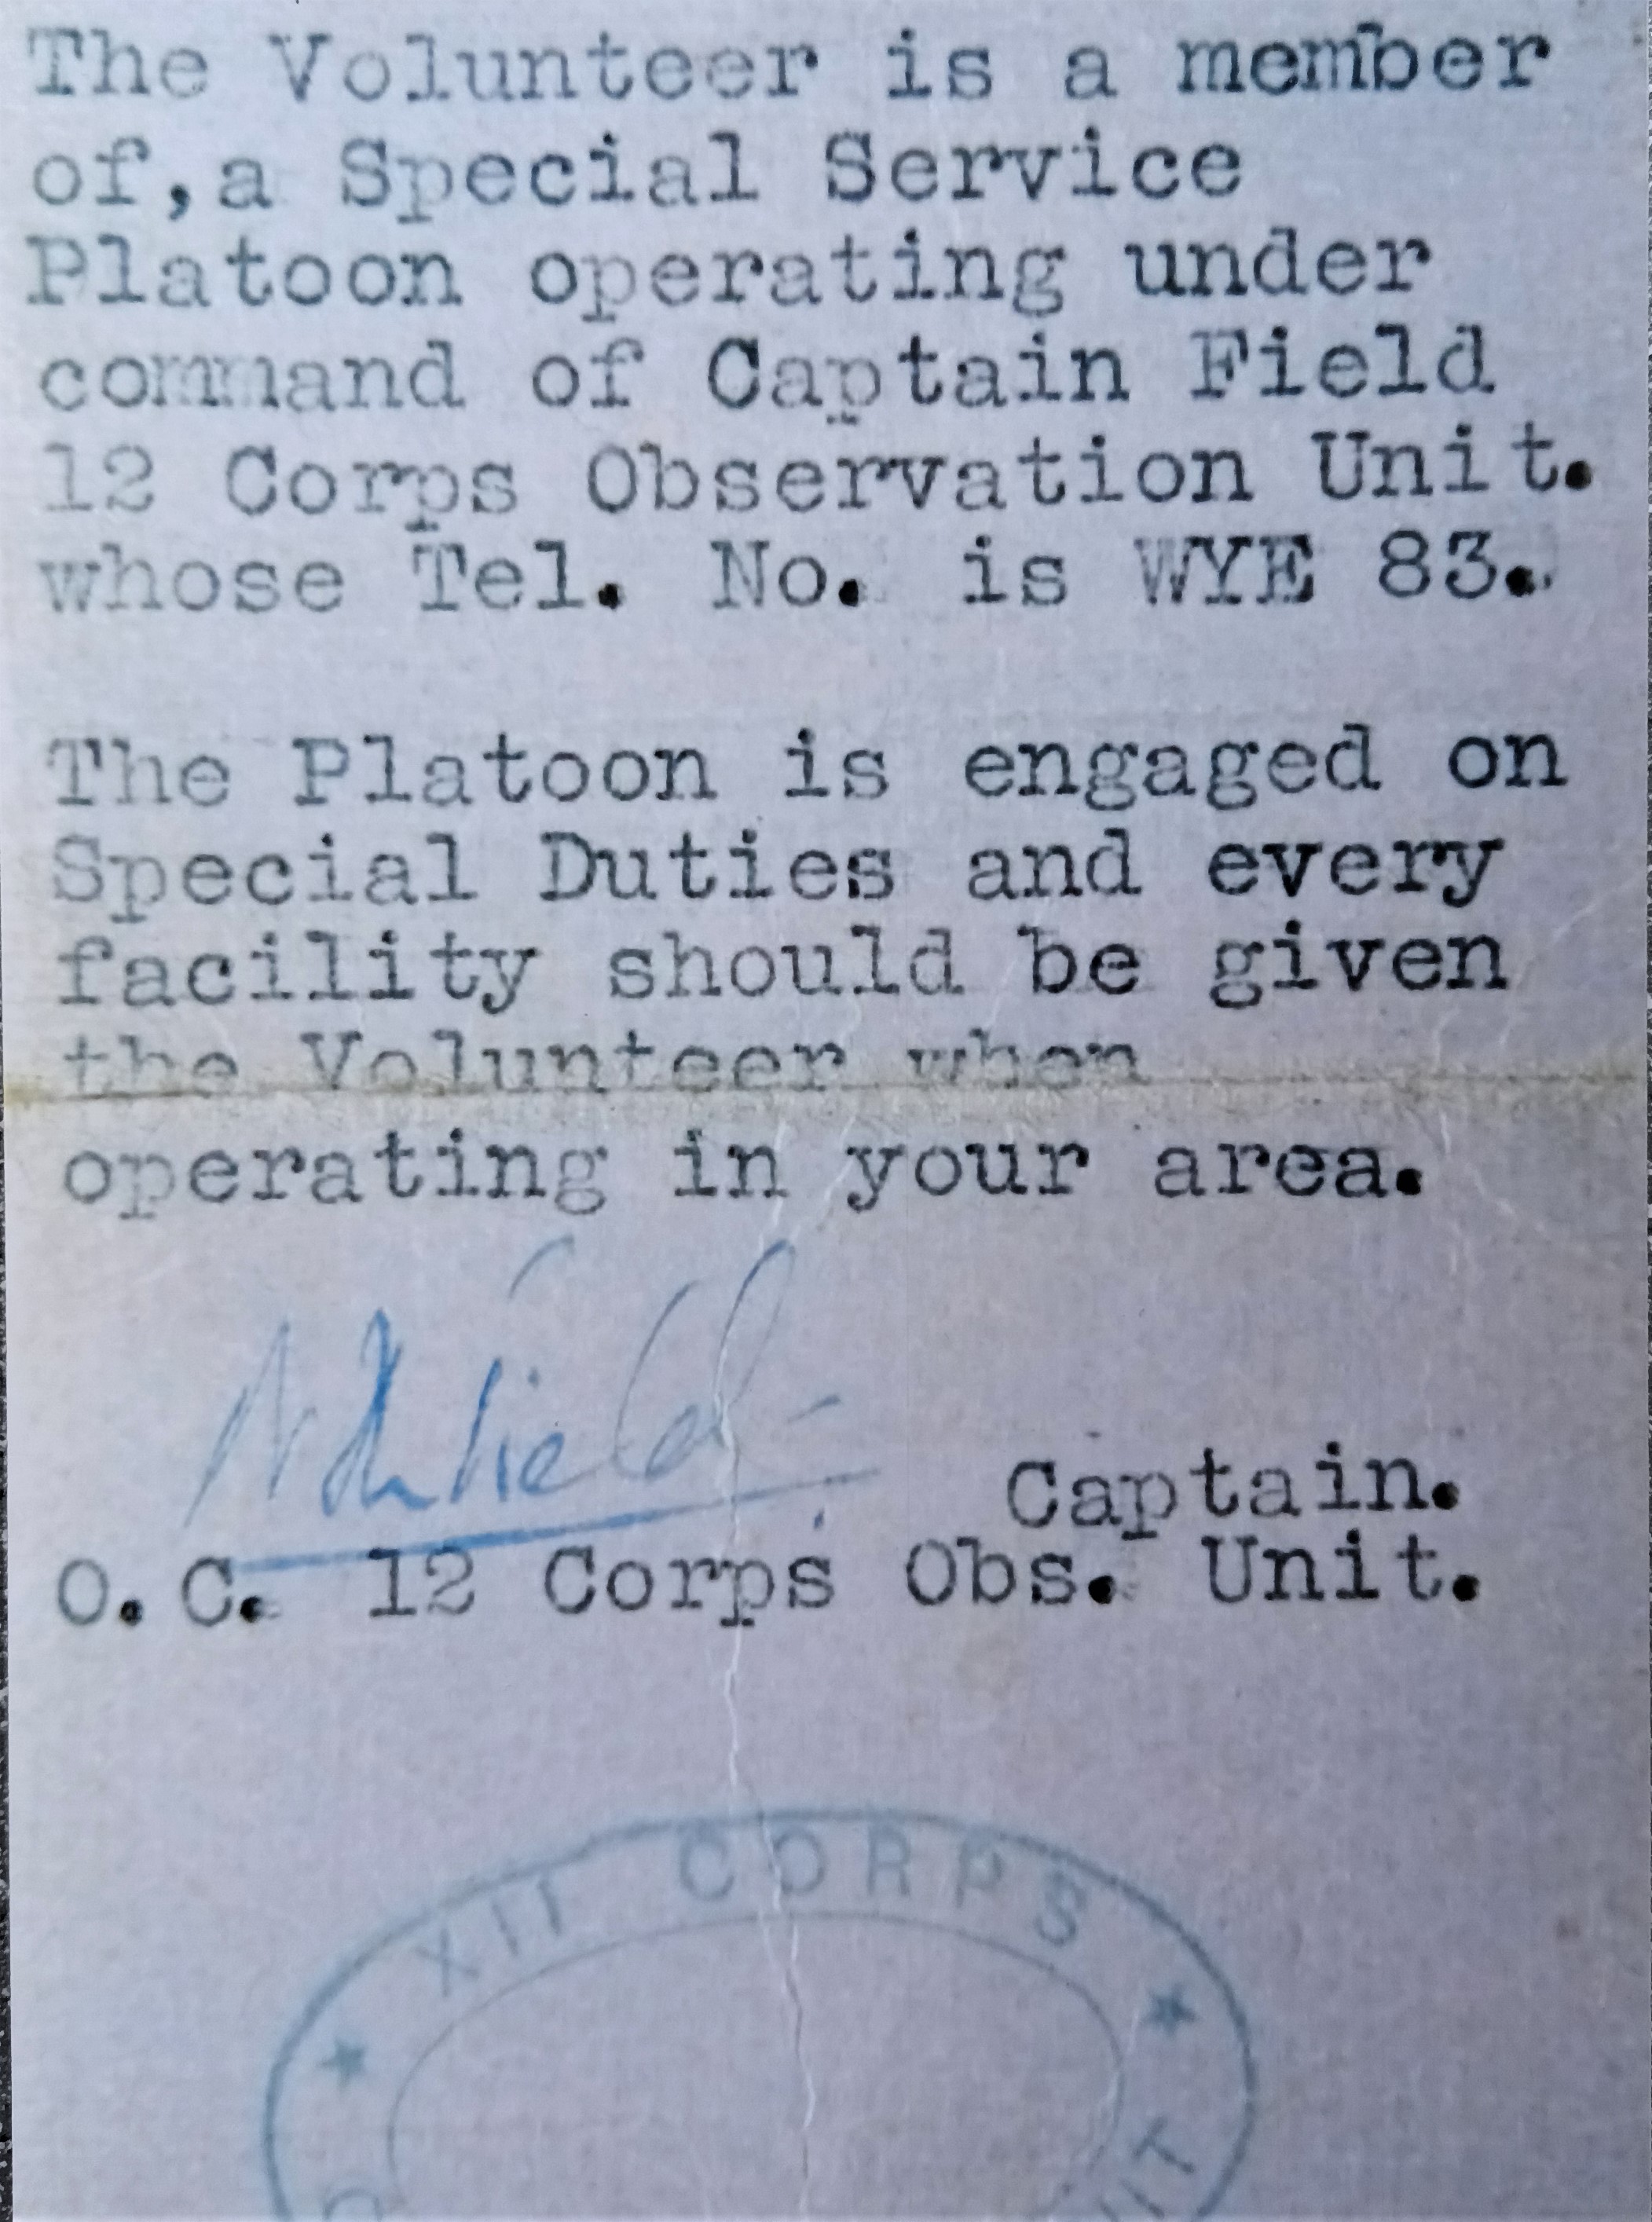 The Volunteer is a member
of,a Special Service
Platoon operating under
command of Captain Field
12 Corps Observation Unit.
whose Tel. No. is WYE 83.
The Platoon is engaged on
Special Duties and every
facility should be given
the Volunteer when
operating in your area.
Field
Captain.
O.C. 12 Corps Obs. Unit.
XII CORPS